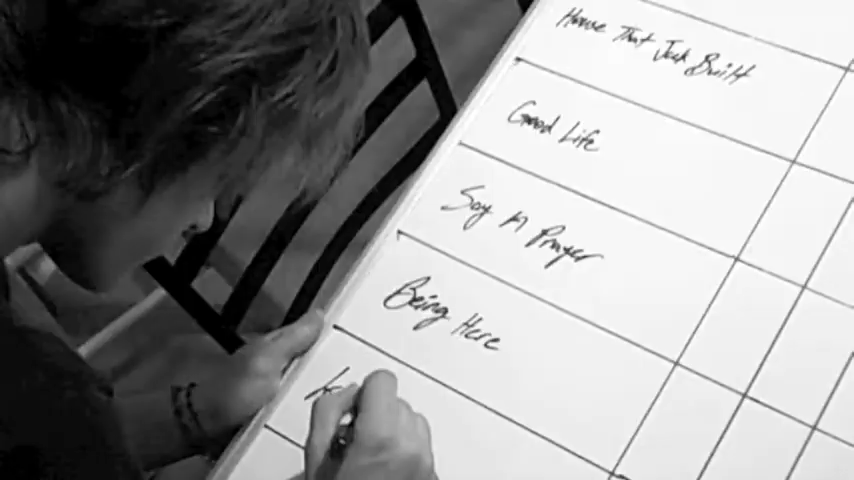 House That Jack Built
Good Life
Say A Prayer
Being Here